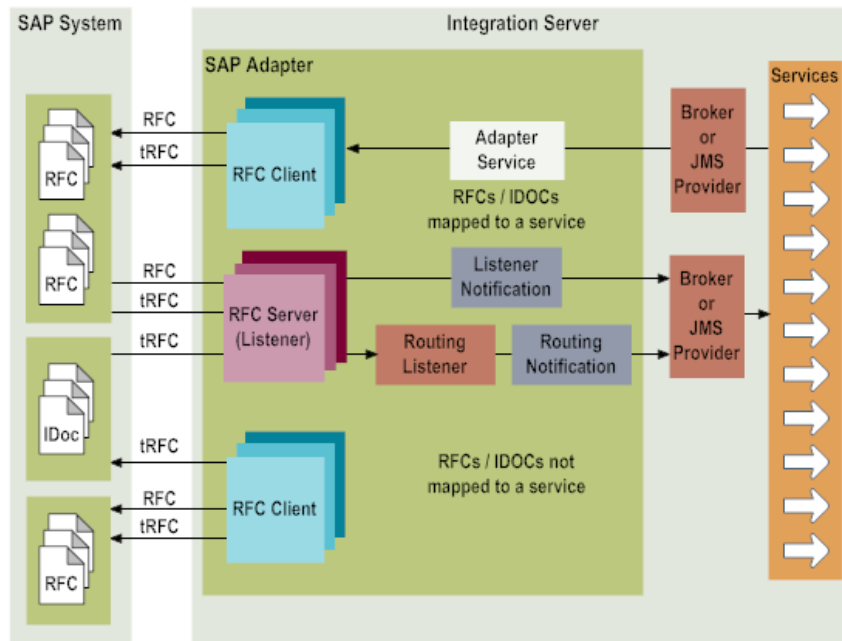 SAP System
Integration Server
SAP Adapter
Services
RFC
tRFC
RFC
RFC Client
Adapter
Service
Broker
or
JMS
Provider
RFCs / IDOCs
mapped to a service
RFC
RFC
tRFC
tRFC
RFC Server
(Listener)
Listener
Notification
Routing
Listener
Routing
Notification
Broker
or
JMS
Provider
IDoc
tRFC
RFC
tRFC
RFC Client
RFCs / IDOCs not
mapped to a service
RFC